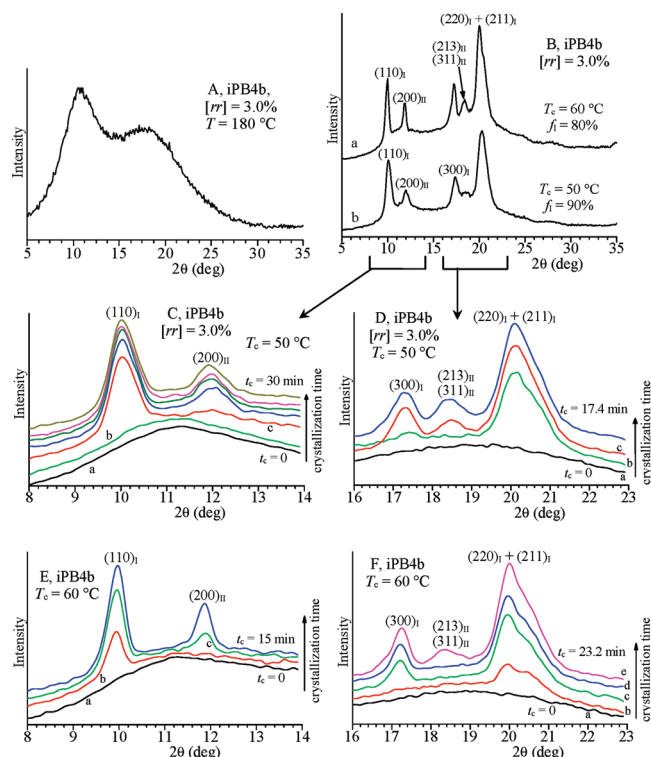 A, iPB4b,
[rr] = 3.0%
T = 180 °C
Intensity
5 10 15 20 25 30 35
2θ (deg)
(220)I + (211)I
B, iPB4b
[rr] = 3.0%
(213)II
(311)II
(110)I
(200)II
Tc = 60 °C
fI = 80%
a
(110)I
(300)I
(200)II
Tc = 50 °C
fI = 90%
b
Intensity
5 10 15 20 25 30 35
2θ (deg)
(110)I
C, iPB4b
[rr] = 3.0%
Tc = 50 °C
(200)II
tc = 30 min
c
b
a
tc = 0
Intensity
crystallization time
8 9 10 11 12 13 14
2θ (deg)
D, iPB4b
[rr] = 3.0%
Tc = 50 °C
(220)I + (211)I
(300)I
(213)II
(311)II
tc = 17.4 min
c
b
tc = 0
a
Intensity
crystallization time
16 17 18 19 20 21 22 23
2θ (deg)
(110)I
E, iPB4b
Tc = 60 °C
(200)II
tc = 15 min
c
b
a
tc = 0
Intensity
crystallization time
8 9 10 11 12 13 14
2θ (deg)
F, iPB4b
Tc = 60 °C
(220)I + (211)I
(300)I
(213)II
(311)II
tc = 23.2 min
e
d
c
tc = 0
a
b
Intensity
crystallization time
16 17 18 19 20 21 22 23
2θ (deg)